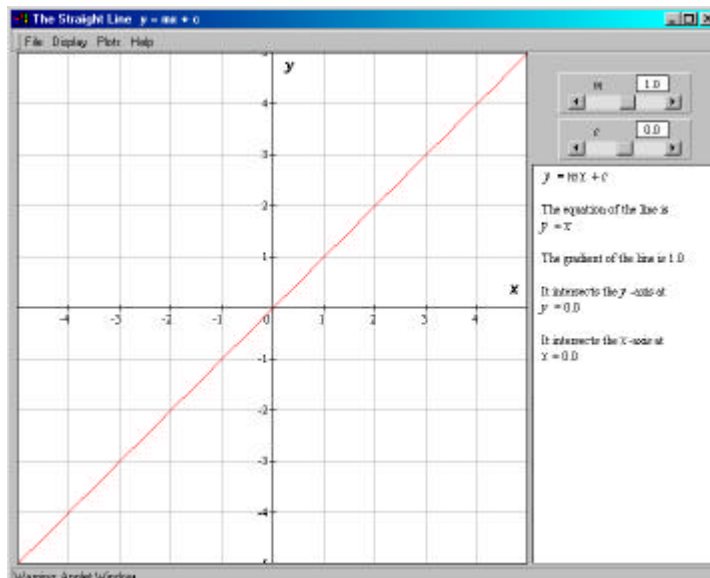 The Straight Line y = mx + c
File Display Plotr Help
y
5
4
3
2
1
x
-4 -3 -2 -1 0 1 2 3 4
-1
-2
-3
-4
-5
m 1.0
c 0.0
y = mx + c
The equation of the line is
y = x
The gradient of the line is 1.0
It intersects the y -axis at
y = 0.0
It intersects the x -axis at
x = 0.0
Warning: Applet Window